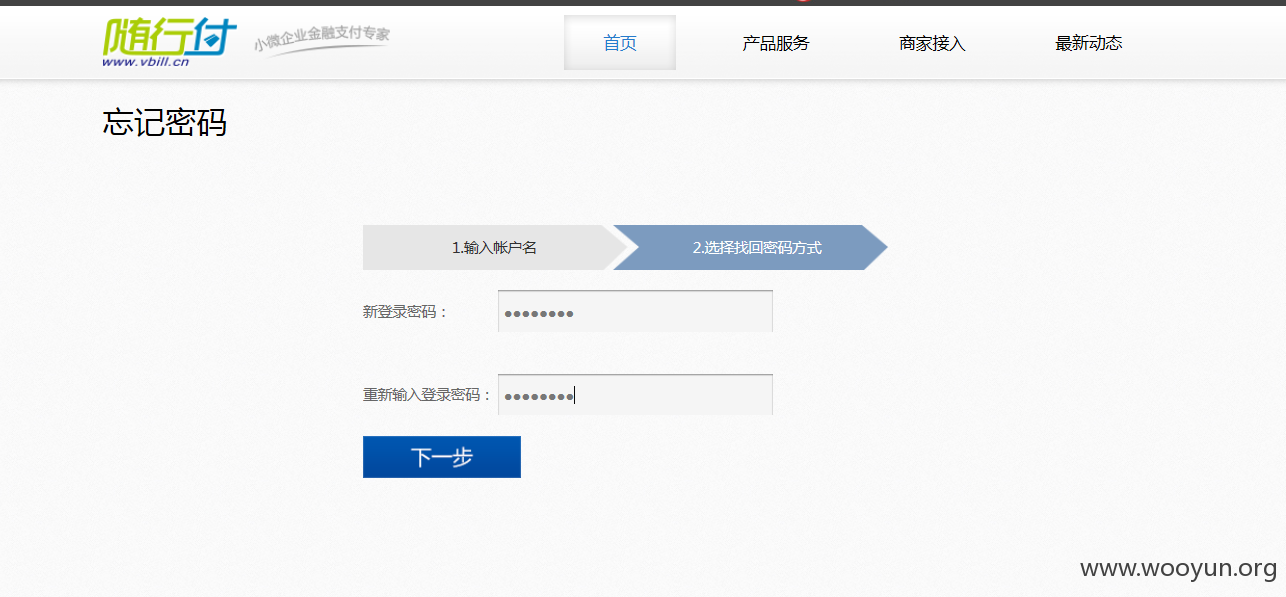 随行付 小微企业金融支付专家
www.vbill.cn
首页 产品服务 商家接入 最新动态
忘记密码
1.输入帐户名 2.选择找回密码方式
新登录密码： ●●●●●●●●
重新输入登录密码： ●●●●●●●●
下一步
www.wooyun.org